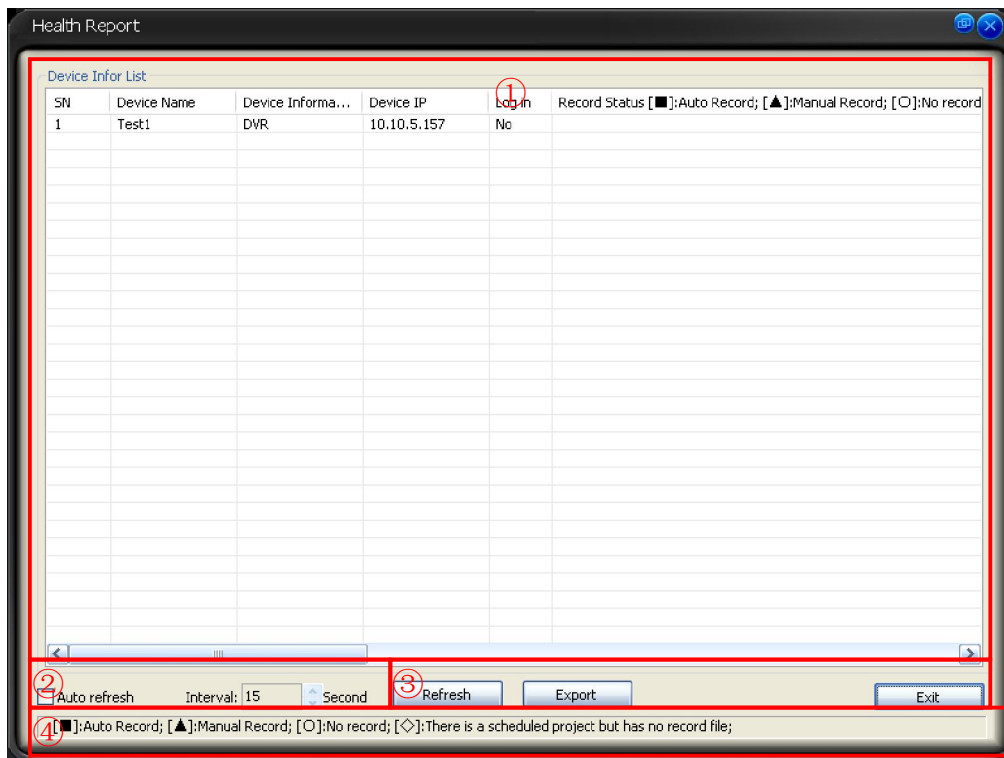 Health Report
Device Infor List
①
SN Device Name Device Informa... Device IP Log in Record Status [■]:Auto Record; [▲]:Manual Record; [○]:No record
1 Test1 DVR 10.10.5.157 No
② ③
Auto refresh Interval: 15 Second Refresh Export Exit
④ [■]:Auto Record; [▲]:Manual Record; [○]:No record; [◇]:There is a scheduled project but has no record file;